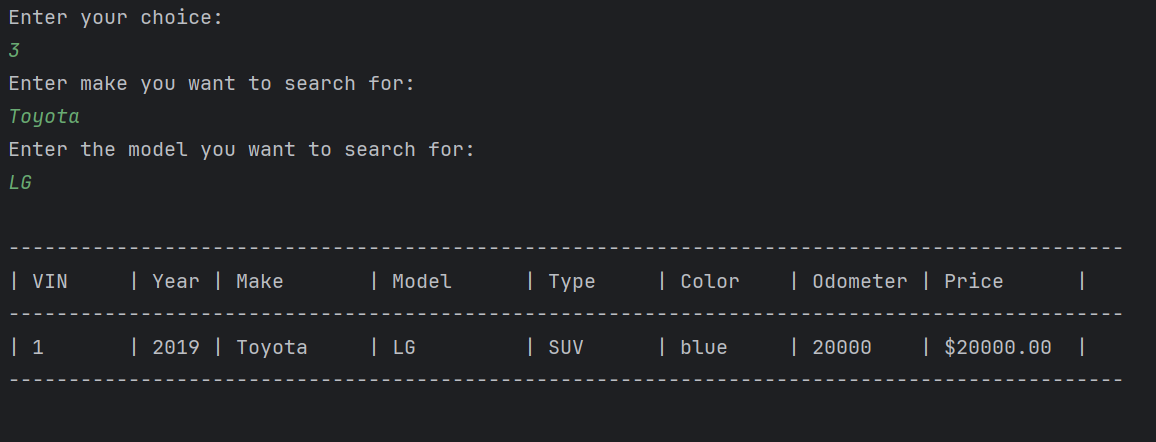 Enter your choice:
3
Enter make you want to search for:
Toyota
Enter the model you want to search for:
LG
---------------------------------------------------------------------------------------------
| VIN     | Year | Make       | Model      | Type     | Color    | Odometer | Price      |
---------------------------------------------------------------------------------------------
| 1       | 2019 | Toyota     | LG         | SUV      | blue     | 20000    | $20000.00  |
---------------------------------------------------------------------------------------------